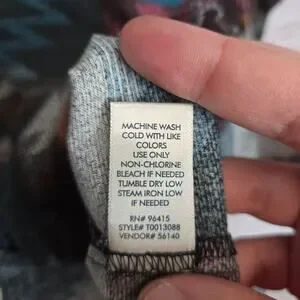 MACHINE WASH
COLD WITH LIKE
COLORS
USE ONLY
NON-CHLORINE
BLEACH IF NEEDED
TUMBLE DRY LOW
STEAM IRON LOW
IF NEEDED
RN# 96415
STYLE# T0013088
VENDOR# 56140